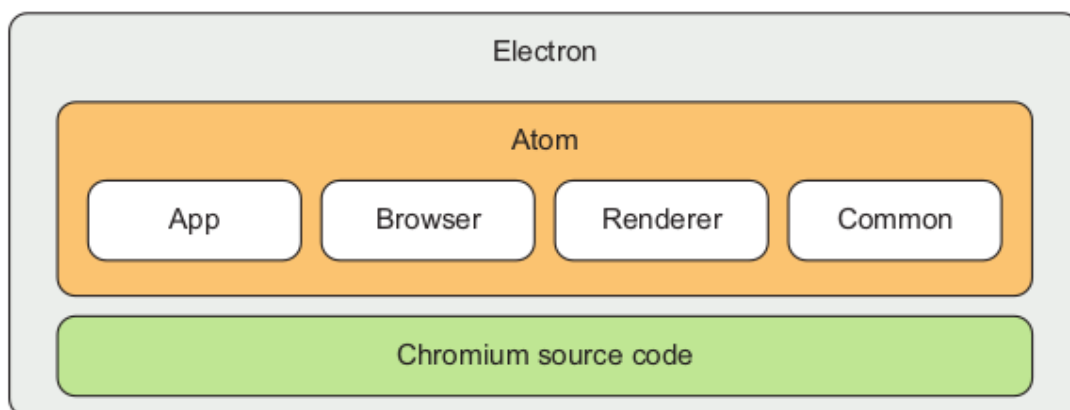 Electron
Atom
App
Browser
Renderer
Common
Chromium source code